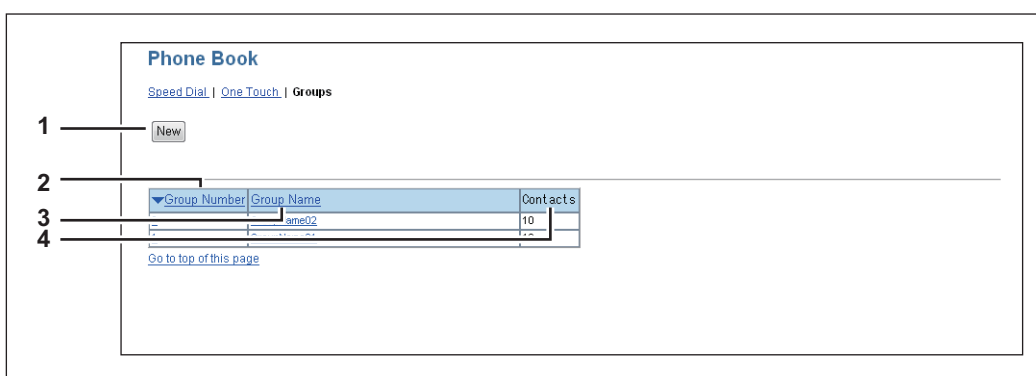 Phone Book
Speed Dial | One Touch | Groups
1
New
2
Group Number Group Name Contacts
3
ame02 10
4
Go to top of this page